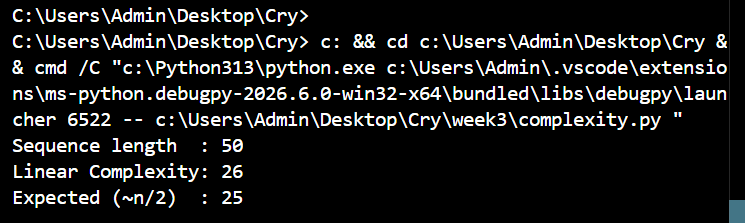 C:\Users\Admin\Desktop\Cry>
C:\Users\Admin\Desktop\Cry> c: && cd c:\Users\Admin\Desktop\Cry &
& cmd /C "c:\Python313\python.exe c:\Users\Admin\.vscode\extensio
ns\ms-python.debugpy-2026.6.0-win32-x64\bundled\libs\debugpy\laun
cher 6522 -- c:\Users\Admin\Desktop\Cry\week3\complexity.py "
Sequence length  : 50
Linear Complexity: 26
Expected (~n/2)  : 25